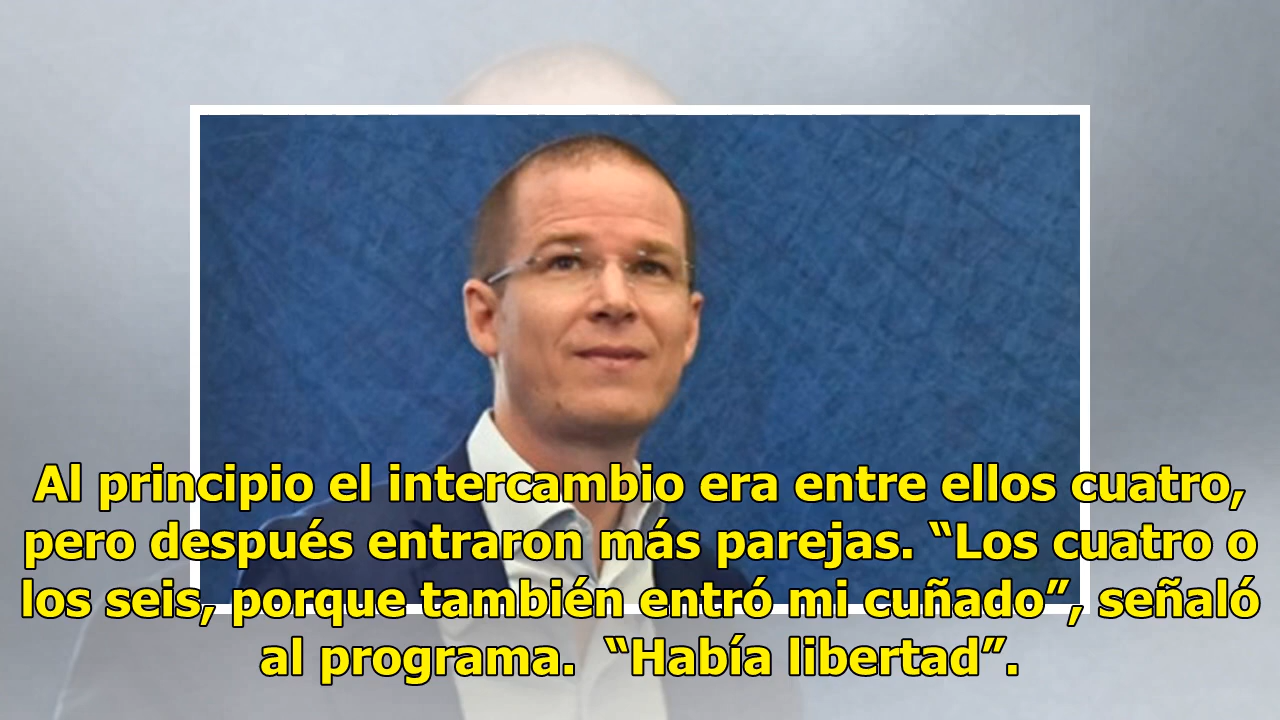 Al principio el intercambio era entre ellos cuatro,
pero después entraron más parejas. “Los cuatro o
los seis, porque también entró mi cuñado”, señaló
al programa.  “Había libertad”.